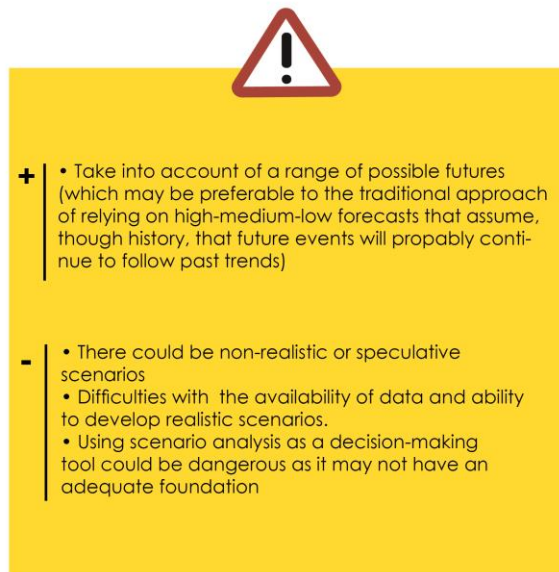 +
• Take into account of a range of possible futures
(which may be preferable to the traditional approach
of relying on high-medium-low forecasts that assume,
though history, that future events will propably conti-
nue to follow past trends)
-
• There could be non-realistic or speculative
scenarios
• Difficulties with the availability of data and ability
to develop realistic scenarios.
• Using scenario analysis as a decision-making
tool could be dangerous as it may not have an
adequate foundation